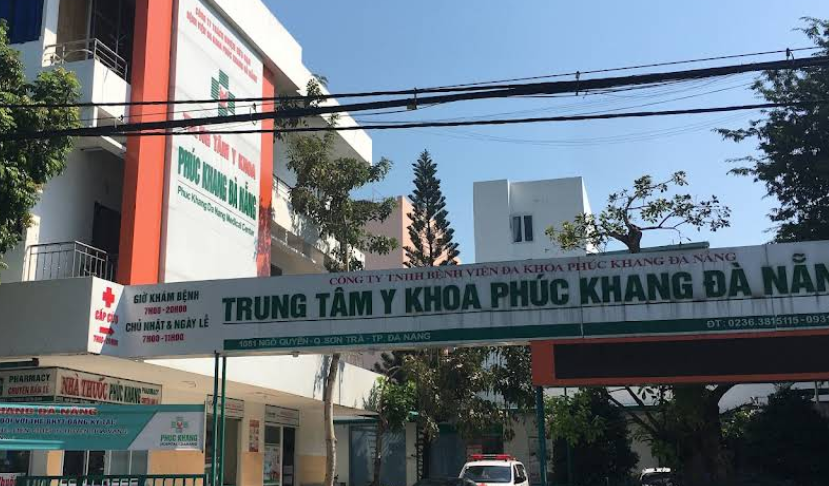 TRUNG TÂM Y KHOA
PHÚC KHANG ĐÀ NẴNG
Phuc Khang Da Nang Medical Center
CÔNG TY TNHH BỆNH VIỆN ĐA KHOA PHÚC KHANG ĐÀ NẴNG
TRUNG TÂM Y KHOA PHÚC KHANG ĐÀ NẴN
1081 NGÔ QUYỀN - Q. SƠN TRÀ - TP. ĐÀ NẴNG
ĐT: 0236.3815115 - 093
CẤP CỨU
GIỜ KHÁM BỆNH
7H00 - 20H00
CHỦ NHẬT & NGÀY LỄ
7H00 - 11H00
PHARMACY
NHÀ THUỐC PHÚC KHANG
PHÚC KHANG